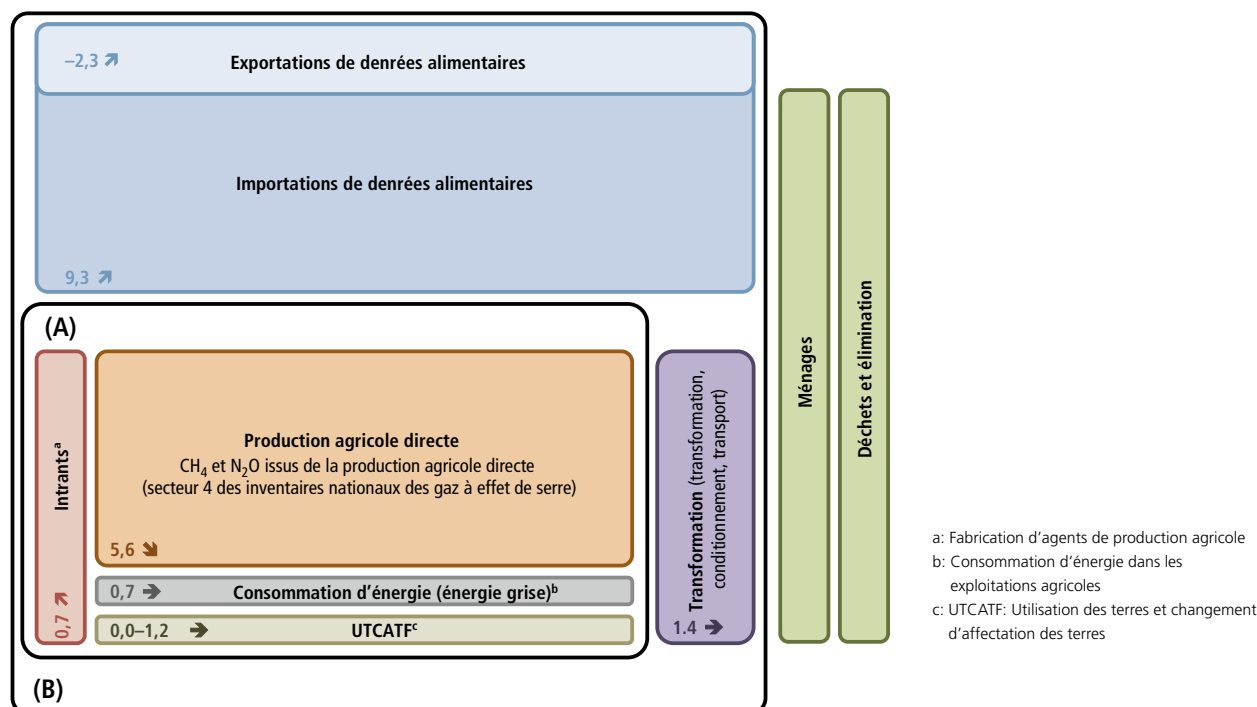 –2,3 Exportations de denrées alimentaires
Importations de denrées alimentaires
9,3
(A)
Intrantsᵃ
0,7
Production agricole directe
CH₄ et N₂O issus de la production agricole directe
(secteur 4 des inventaires nationaux des gaz à effet de serre)
5,6
0,7 Consommation d'énergie (énergie grise)ᵇ
0,0–1,2 UTCATFᶜ
Transformation (transformation,
conditionnement, transport)
1.4
(B)
Ménages
Déchets et élimination
a: Fabrication d'agents de production agricole
b: Consommation d'énergie dans les
exploitations agricoles
c: UTCATF: Utilisation des terres et changement
d'affectation des terres